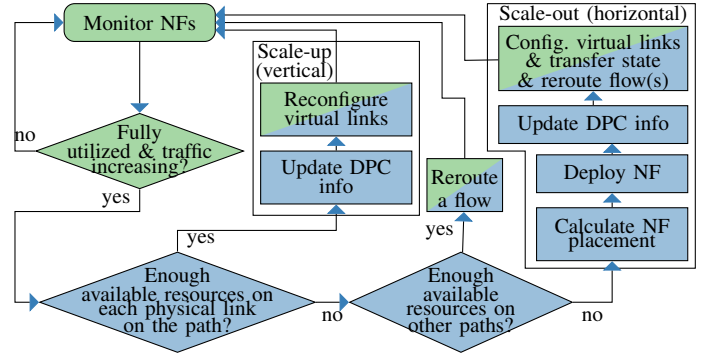 Monitor NFs
Scale-up
(vertical)
Scale-out (horizontal)
Config. virtual links
& transfer state
& reroute flow(s)
Reconfigure
virtual links
Update DPC info
no
Fully
utilized & traffic
increasing?
Update DPC
info
Reroute
a flow
Deploy NF
yes
Calculate NF
placement
yes
yes
Enough
available resources on
each physical link
on the path?
no
Enough
available
resources on
other paths?
no